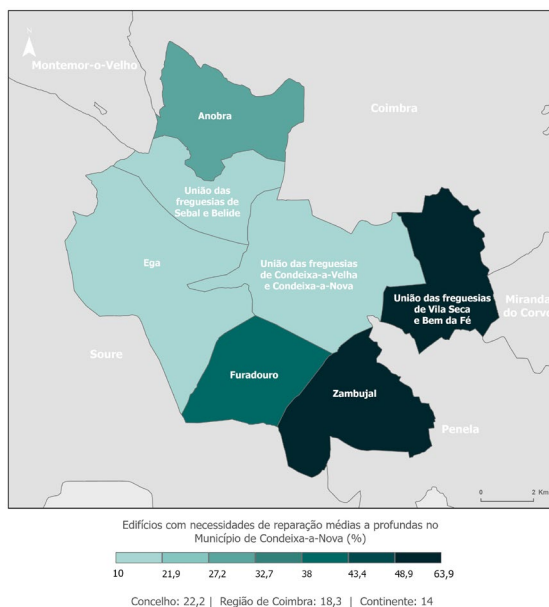 N
Montemor-o-Velho
Coimbra
Anobra
União das
freguesias de
Sebal e Belide
Ega
União das freguesias
de Condeixa-a-Velha
e Condeixa-a-Nova
União das freguesias
de Vila Seca
e Bem da Fé
Miranda
do Corvo
Soure
Furadouro
Zambujal
Penela
0 2 Km
Edifícios com necessidades de reparação médias a profundas no
Município de Condeixa-a-Nova (%)
10 21,9 27,2 32,7 38 43,4 48,9 63,9
Concelho: 22,2 | Região de Coimbra: 18,3 | Continente: 14